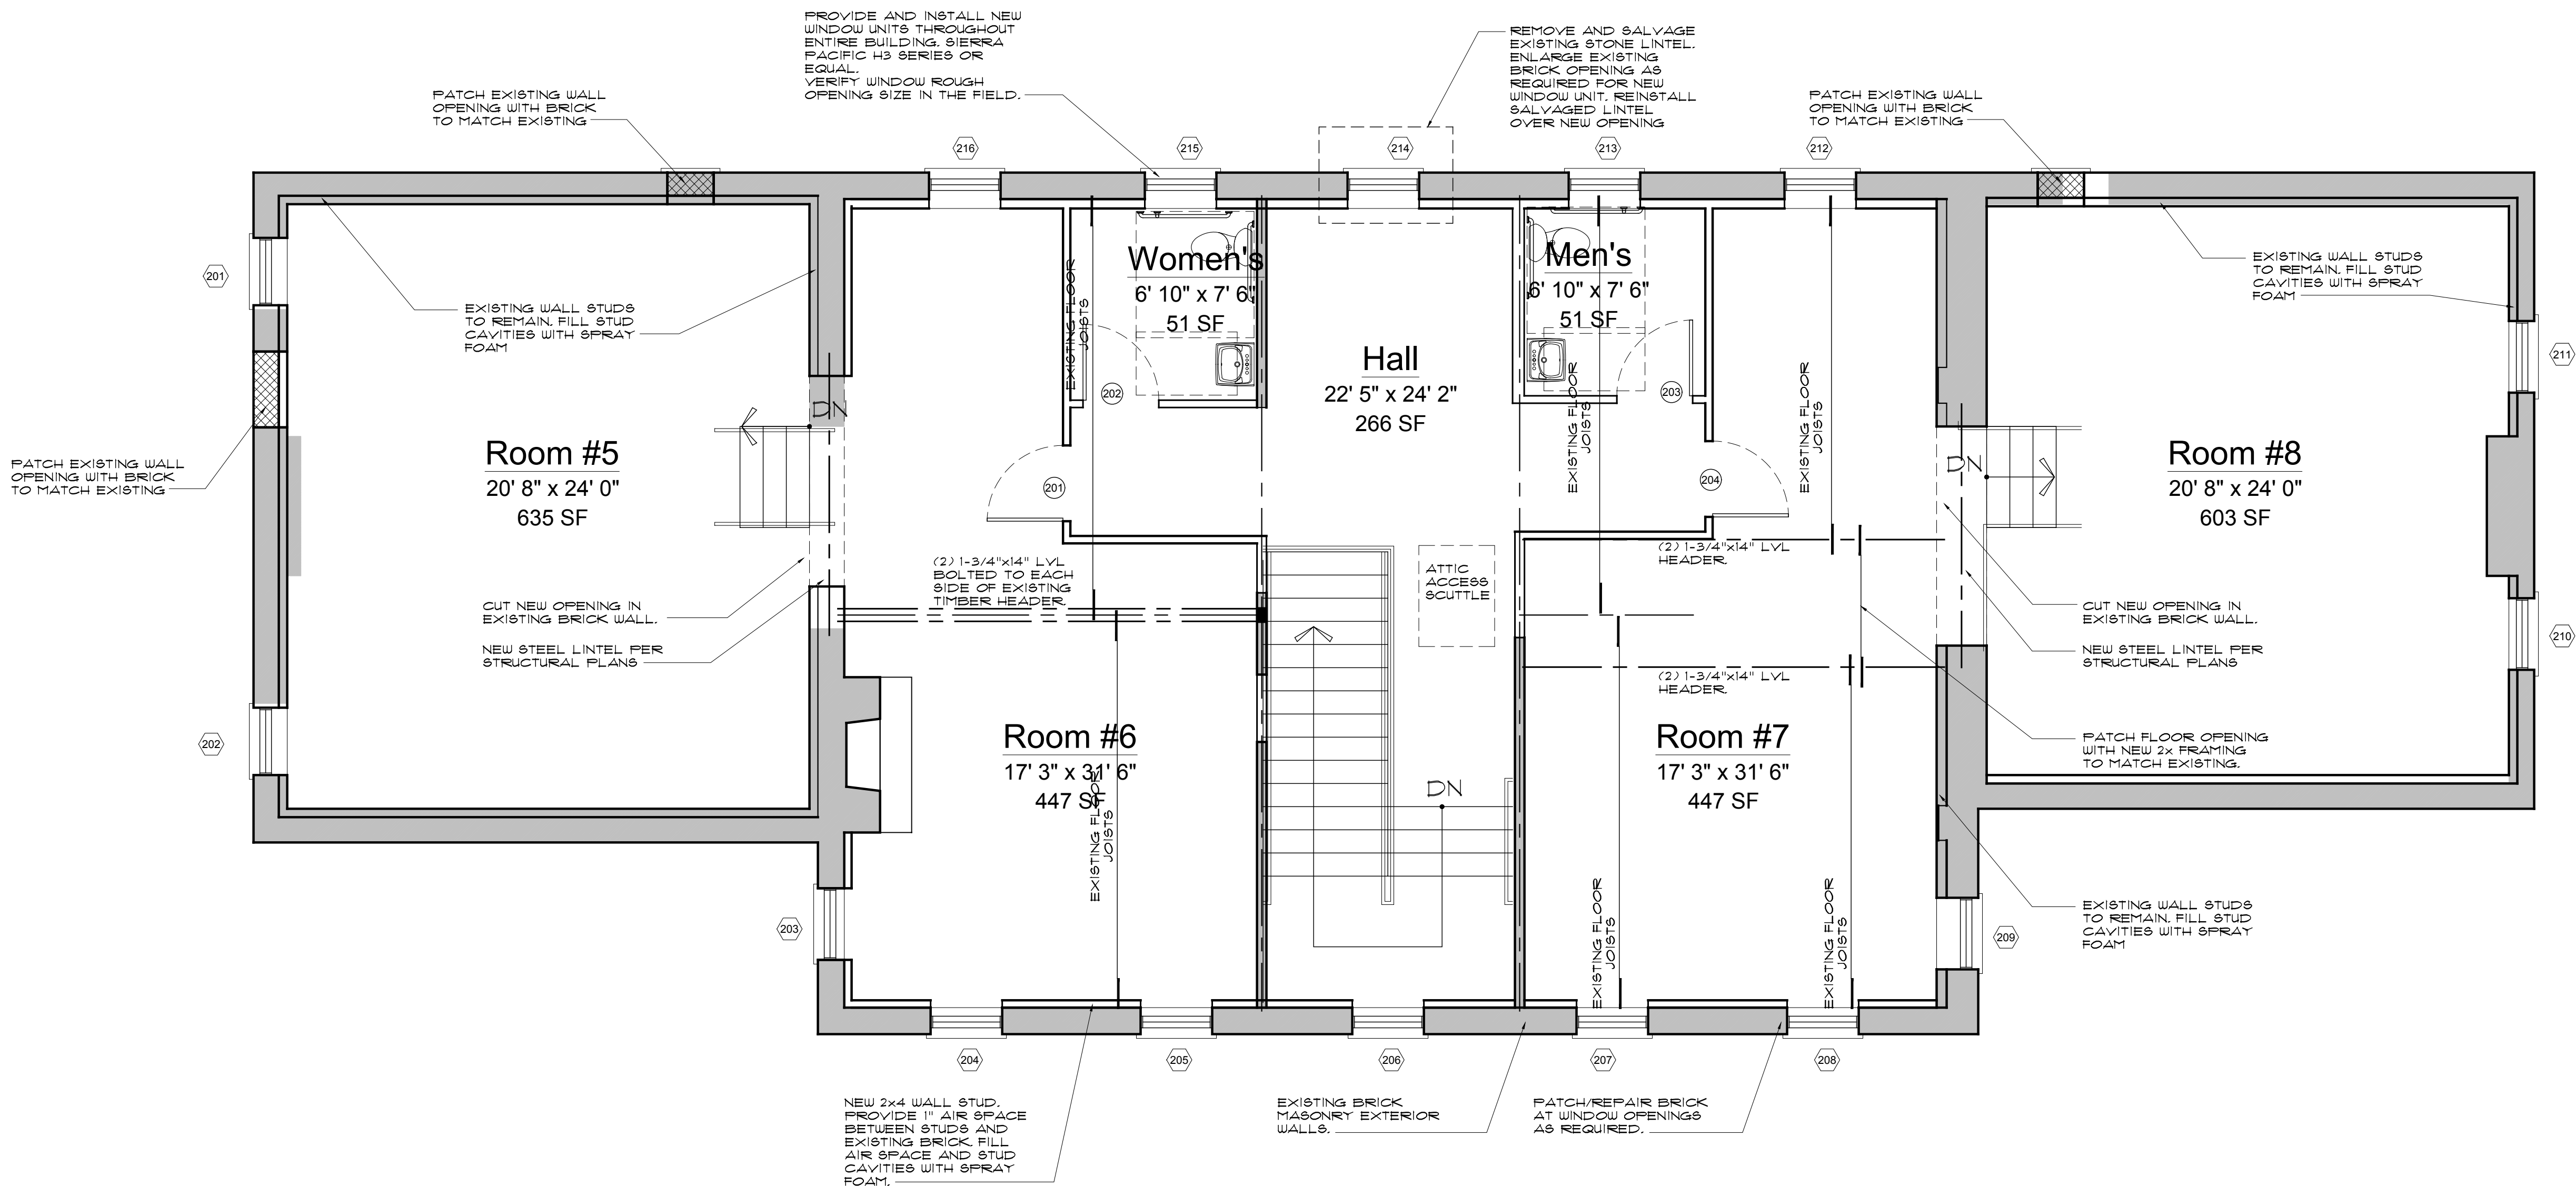 PROVIDE AND INSTALL NEW
WINDOW UNITS THROUGHOUT
ENTIRE BUILDING. SIERRA
PACIFIC H3 SERIES OR
EQUAL.
VERIFY WINDOW ROUGH
OPENING SIZE IN THE FIELD.
REMOVE AND SALVAGE
EXISTING STONE LINTEL.
ENLARGE EXISTING
BRICK OPENING AS
REQUIRED FOR NEW
WINDOW UNIT. REINSTALL
SALVAGED LINTEL
OVER NEW OPENING
PATCH EXISTING WALL
OPENING WITH BRICK
TO MATCH EXISTING
PATCH EXISTING WALL
OPENING WITH BRICK
TO MATCH EXISTING
216
215
214
213
212
201
EXISTING WALL STUDS
TO REMAIN. FILL STUD
CAVITIES WITH SPRAY
FOAM
EXISTING FLOOR
JOISTS
Women's
6' 10" x 7' 6"
51 SF
Men's
6' 10" x 7' 6"
51 SF
EXISTING WALL STUDS
TO REMAIN. FILL STUD
CAVITIES WITH SPRAY
FOAM
211
Hall
22' 5" x 24' 2"
266 SF
202
203
EXISTING FLOOR
JOISTS
EXISTING FLOOR
JOISTS
DN
PATCH EXISTING WALL
OPENING WITH BRICK
TO MATCH EXISTING
Room #5
20' 8" x 24' 0"
635 SF
201
204
DN
Room #8
20' 8" x 24' 0"
603 SF
(2) 1-3/4"x14" LVL
BOLTED TO EACH
SIDE OF EXISTING
TIMBER HEADER.
ATTIC
ACCESS
SCUTTLE
(2) 1-3/4"x14" LVL
HEADER.
CUT NEW OPENING IN
EXISTING BRICK WALL.
NEW STEEL LINTEL PER
STRUCTURAL PLANS
CUT NEW OPENING IN
EXISTING BRICK WALL.
NEW STEEL LINTEL PER
STRUCTURAL PLANS
210
(2) 1-3/4"x14" LVL
HEADER.
202
Room #6
17' 3" x 31' 6"
447 SF
EXISTING FLOOR
JOISTS
DN
Room #7
17' 3" x 31' 6"
447 SF
PATCH FLOOR OPENING
WITH NEW 2x FRAMING
TO MATCH EXISTING.
EXISTING FLOOR
JOISTS
EXISTING FLOOR
JOISTS
EXISTING WALL STUDS
TO REMAIN. FILL STUD
CAVITIES WITH SPRAY
FOAM
203
209
204
205
206
207
208
NEW 2x4 WALL STUD.
PROVIDE 1" AIR SPACE
BETWEEN STUDS AND
EXISTING BRICK. FILL
AIR SPACE AND STUD
CAVITIES WITH SPRAY
FOAM.
EXISTING BRICK
MASONRY EXTERIOR
WALLS.
PATCH/REPAIR BRICK
AT WINDOW OPENINGS
AS REQUIRED.